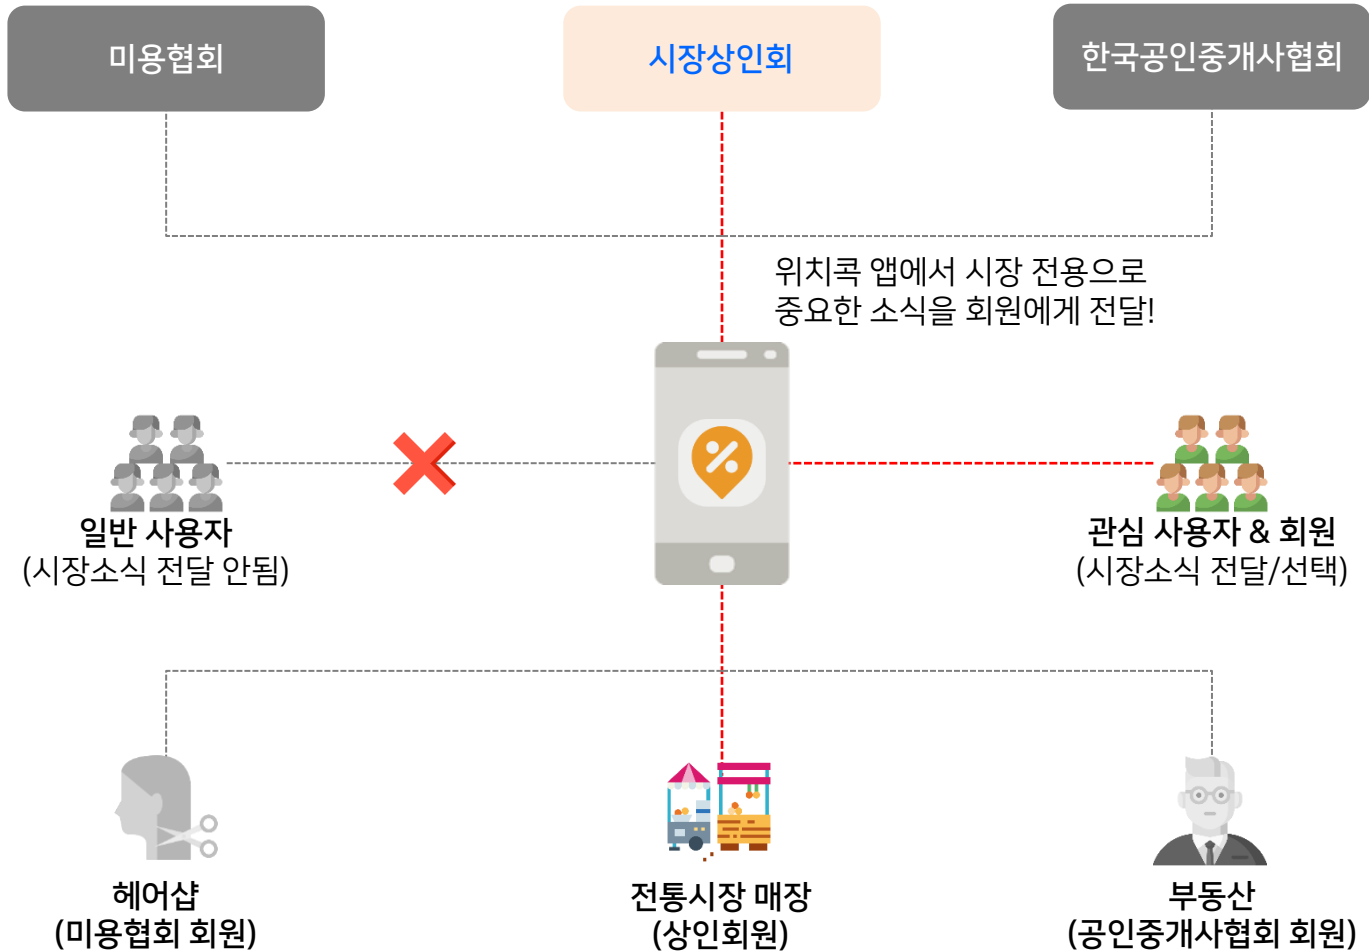 미용협회
시장상인회
한국공인중개사협회
위치콕 앱에서 시장 전용으로
중요한 소식을 회원에게 전달!
일반 사용자
(시장소식 전달 안됨)
관심 사용자 & 회원
(시장소식 전달/선택)
헤어샵
(미용협회 회원)
전통시장 매장
(상인회원)
부동산
(공인중개사협회 회원)